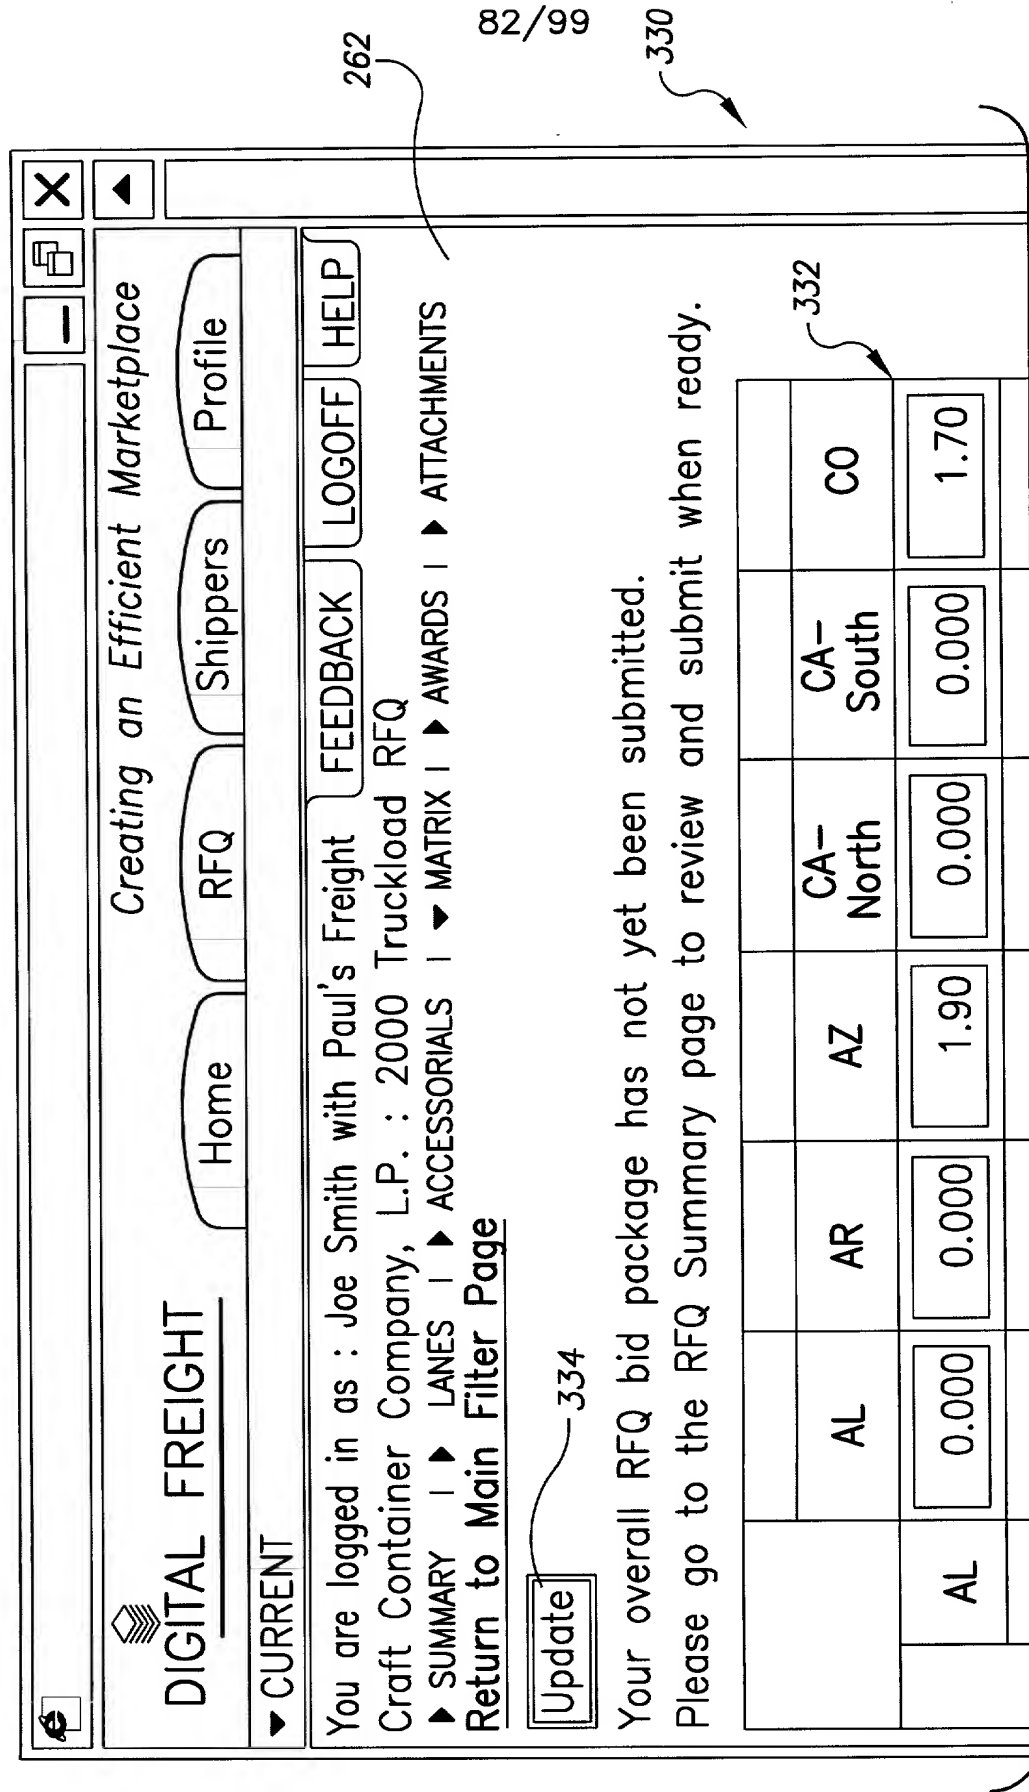 82/99
Creating an Efficient Marketplace
DIGITAL FREIGHT
Home RFQ Shippers Profile
▼ CURRENT
FEEDBACK LOGOFF HELP
You are logged in as : Joe Smith with Paul's Freight
Craft Container Company, L.P. : 2000 Truckload RFQ
▶ SUMMARY | ▶ LANES | ▶ ACCESSORIALS | ▼ MATRIX | ▶ AWARDS | ▶ ATTACHMENTS
262
Return to Main Filter Page
Update
334
Your overall RFQ bid package has not yet been submitted.
Please go to the RFQ Summary page to review and submit when ready.
330
332
AL AR AZ CA– North CA– South CO
AL 0.000 0.000 1.90 0.000 0.000 1.70